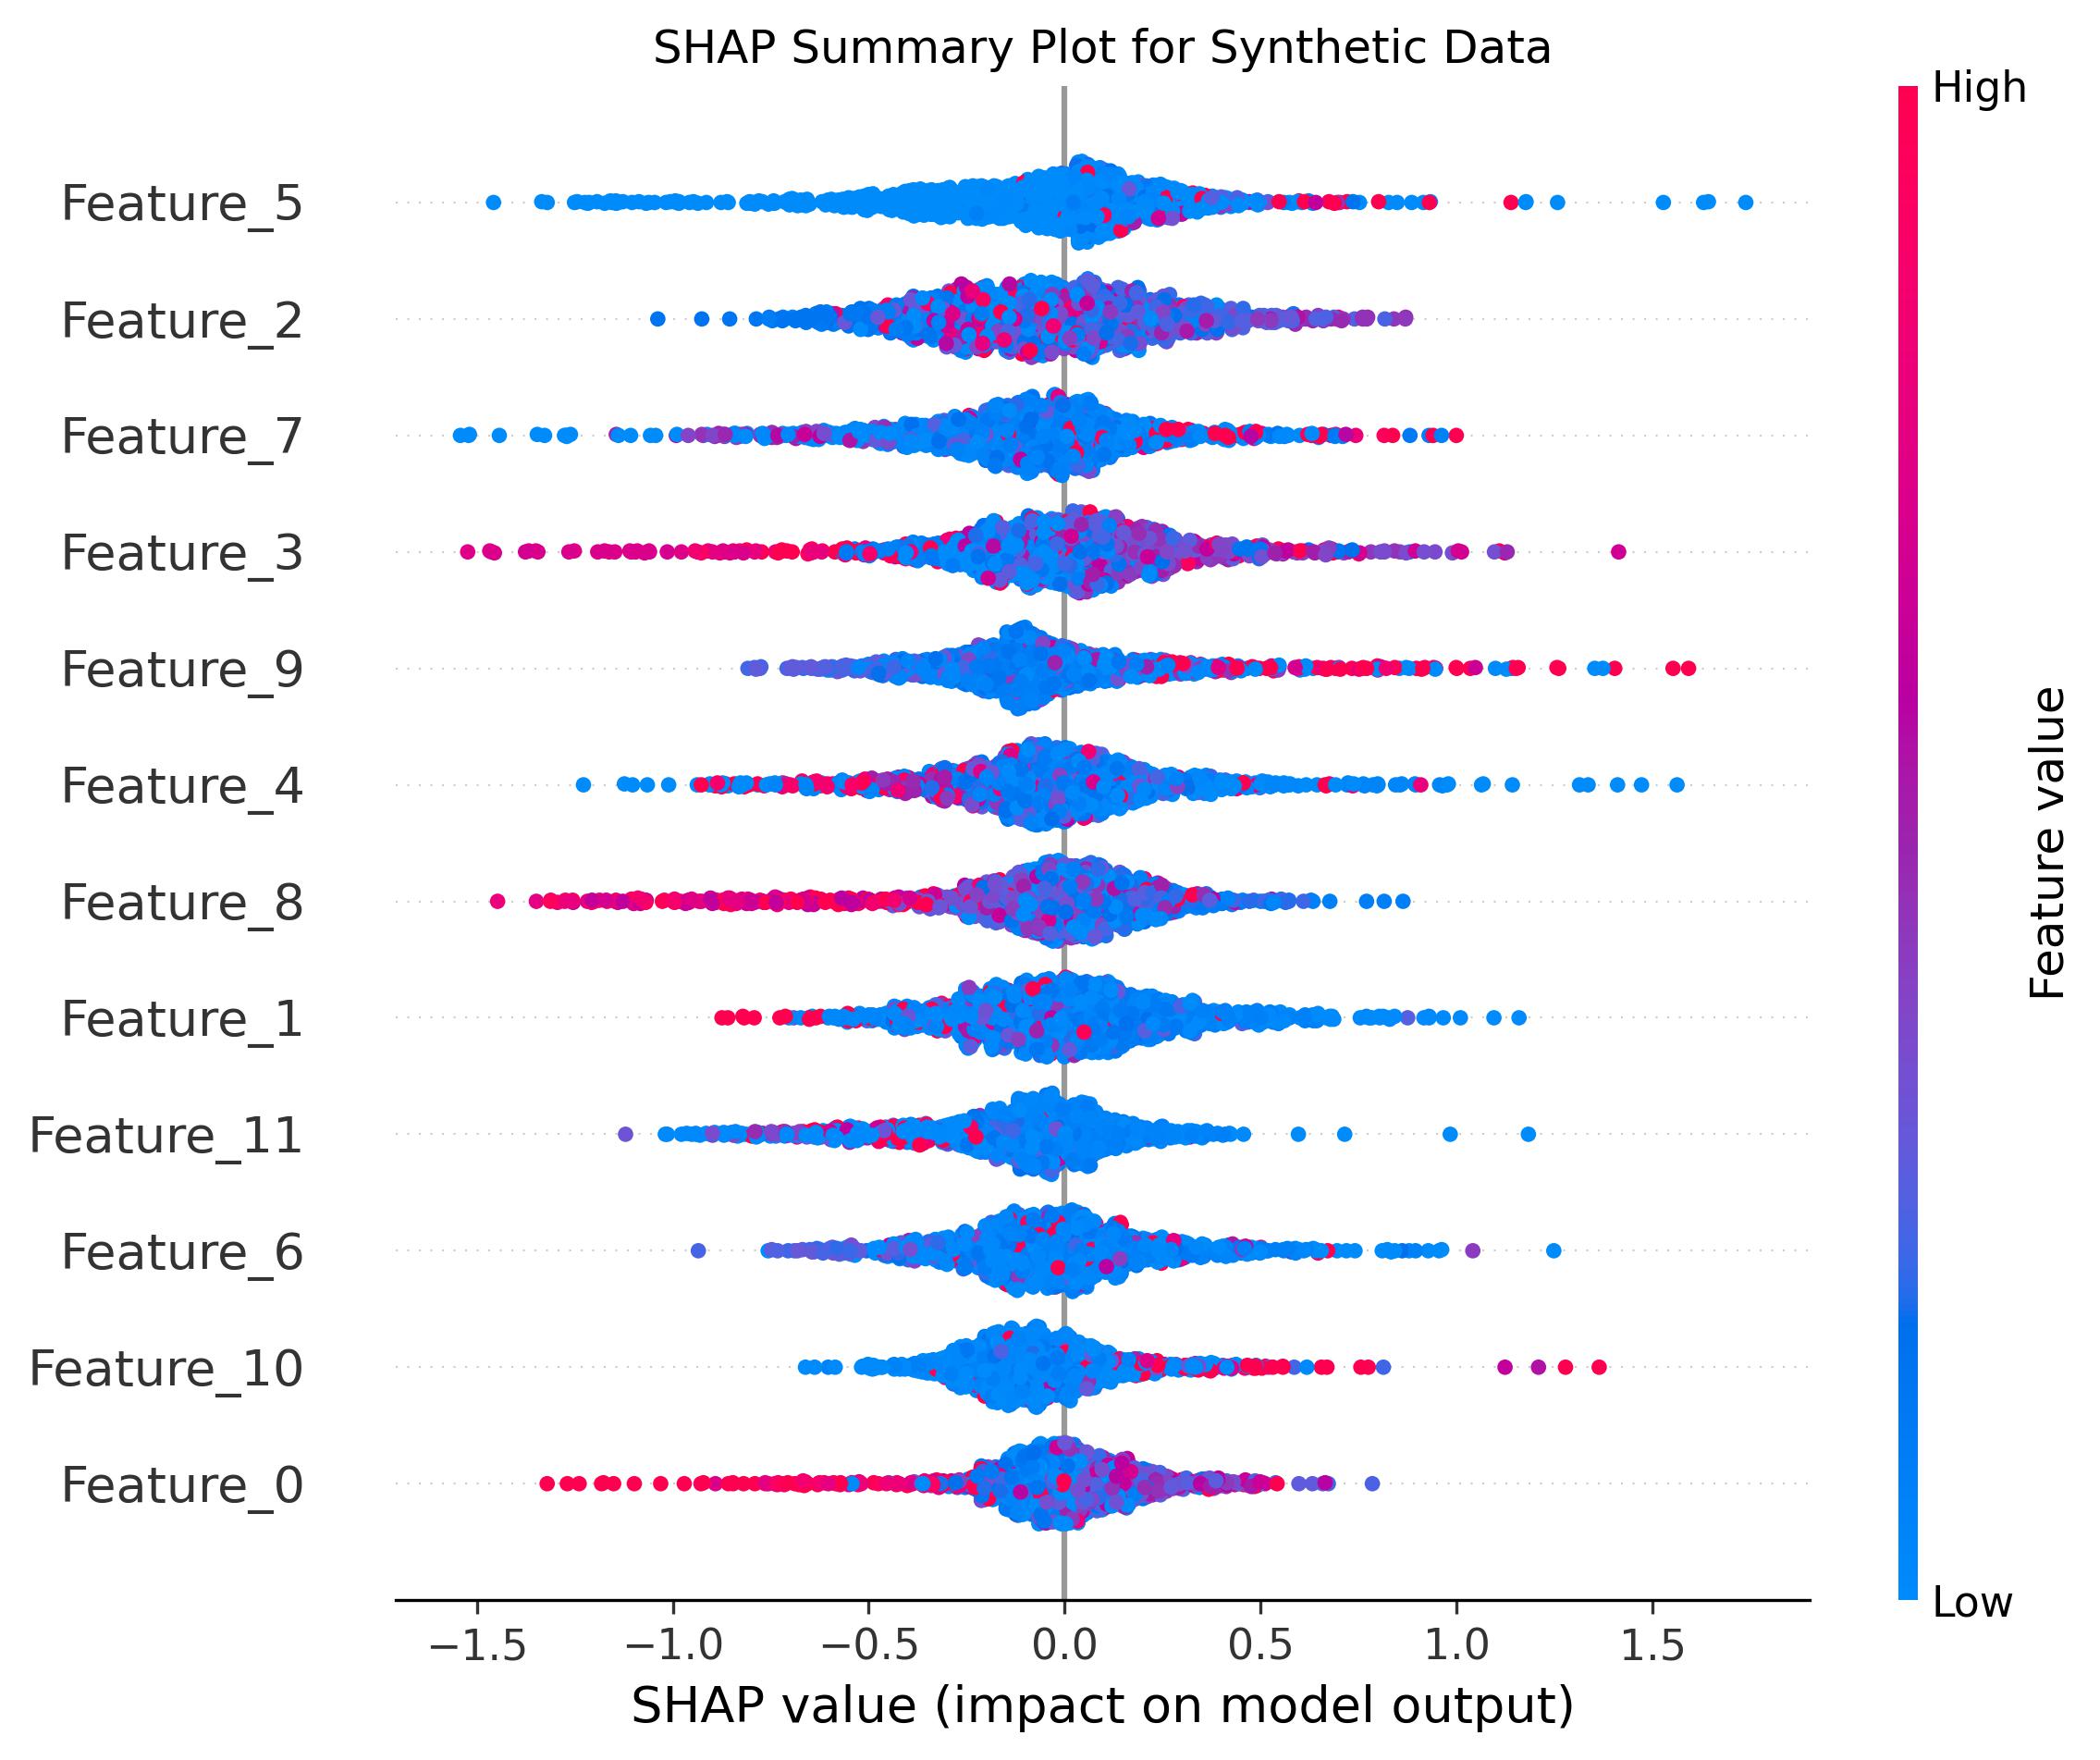 SHAP Summary Plot for Synthetic Data
High
Feature_5
Feature_2
Feature_7
Feature_3
Feature_9
Feature_4
Feature_8
Feature_1
Feature_11
Feature_6
Feature_10
Feature_0
Feature value
Low
−1.5 −1.0 −0.5 0.0 0.5 1.0 1.5
SHAP value (impact on model output)